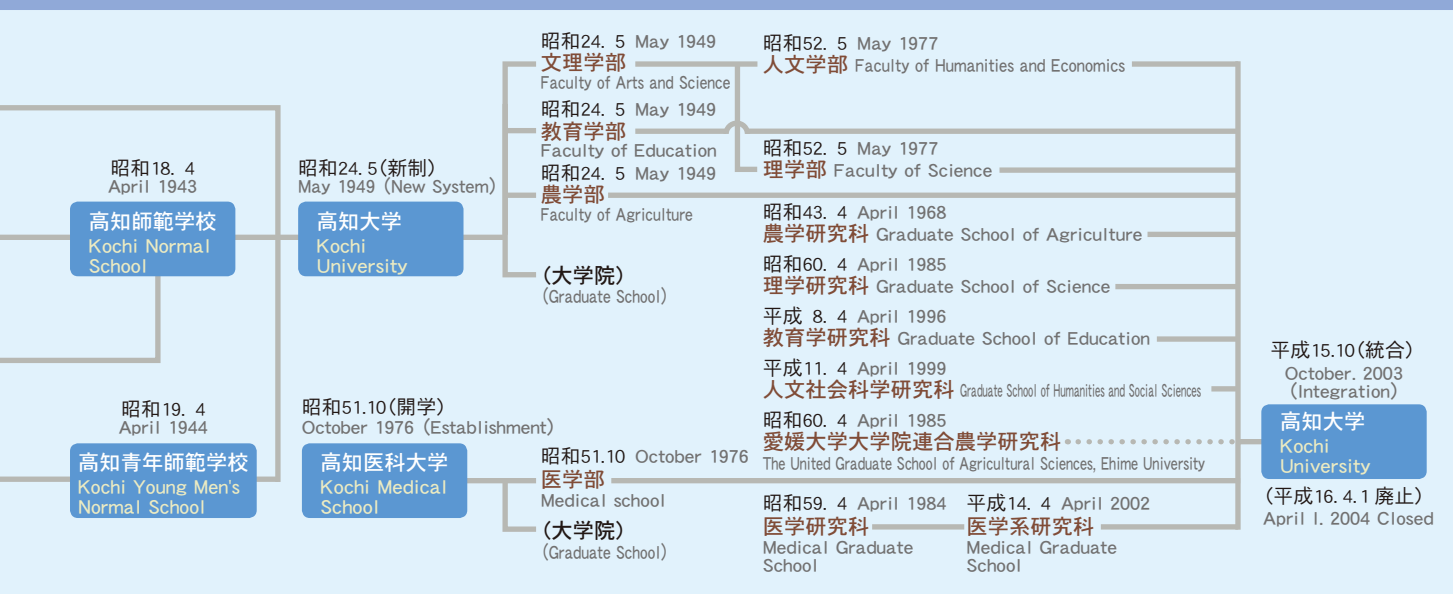 昭和18. 4
April 1943
高知師範学校
Kochi Normal
School
昭和19. 4
April 1944
高知青年師範学校
Kochi Young Men's
Normal School
昭和24. 5(新制)
May 1949 (New System)
高知大学
Kochi
University
昭和51.10(開学)
October 1976 (Establishment)
高知医科大学
Kochi Medical
School
昭和24. 5 May 1949
文理学部
Faculty of Arts and Science
昭和24. 5 May 1949
教育学部
Faculty of Education
昭和24. 5 May 1949
農学部
Faculty of Agriculture
(大学院)
(Graduate School)
昭和51.10 October 1976
医学部
Medical school
(大学院)
(Graduate School)
昭和52. 5 May 1977
人文学部 Faculty of Humanities and Economics
昭和52. 5 May 1977
理学部 Faculty of Science
昭和43. 4 April 1968
農学研究科 Graduate School of Agriculture
昭和60. 4 April 1985
理学研究科 Graduate School of Science
平成 8. 4 April 1996
教育学研究科 Graduate School of Education
平成11. 4 April 1999
人文社会科学研究科 Graduate School of Humanities and Social Sciences
昭和60. 4 April 1985
愛媛大学大学院連合農学研究科
The United Graduate School of Agricultural Sciences, Ehime University
昭和59. 4 April 1984
医学研究科
Medical Graduate
School
平成14. 4 April 2002
医学系研究科
Medical Graduate
School
平成15.10(統合)
October. 2003
(Integration)
高知大学
Kochi
University
(平成16. 4.1 廃止)
April l. 2004 Closed